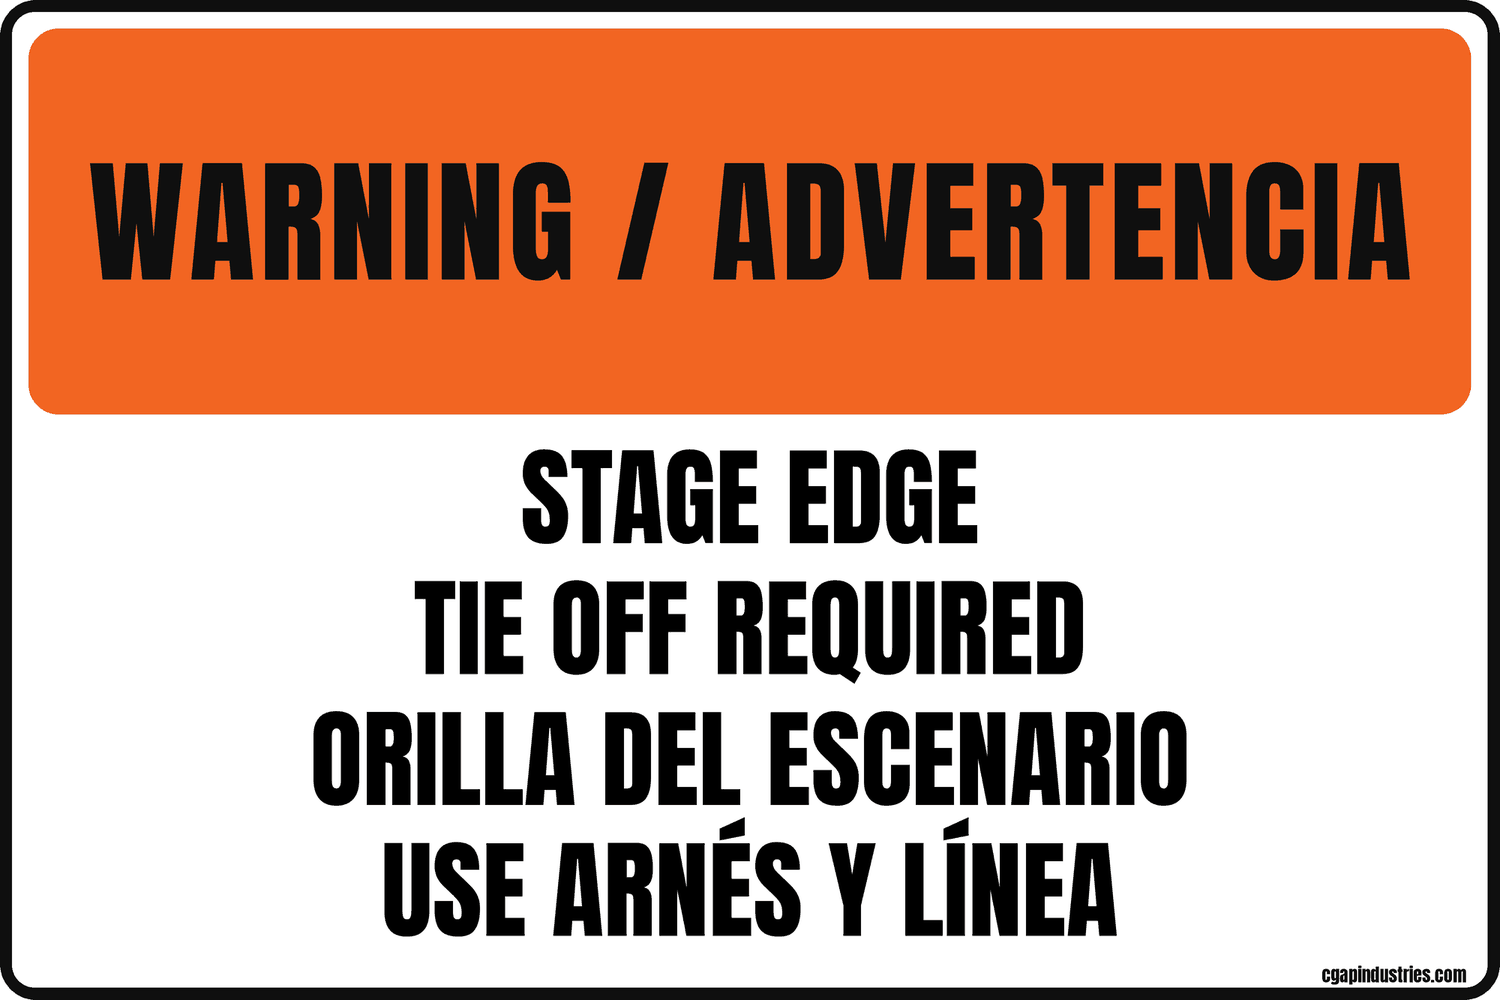 WARNING / ADVERTENCIA
STAGE EDGE
TIE OFF REQUIRED
ORILLA DEL ESCENARIO
USE ARNÉS Y LÍNEA
cgapindustries.com